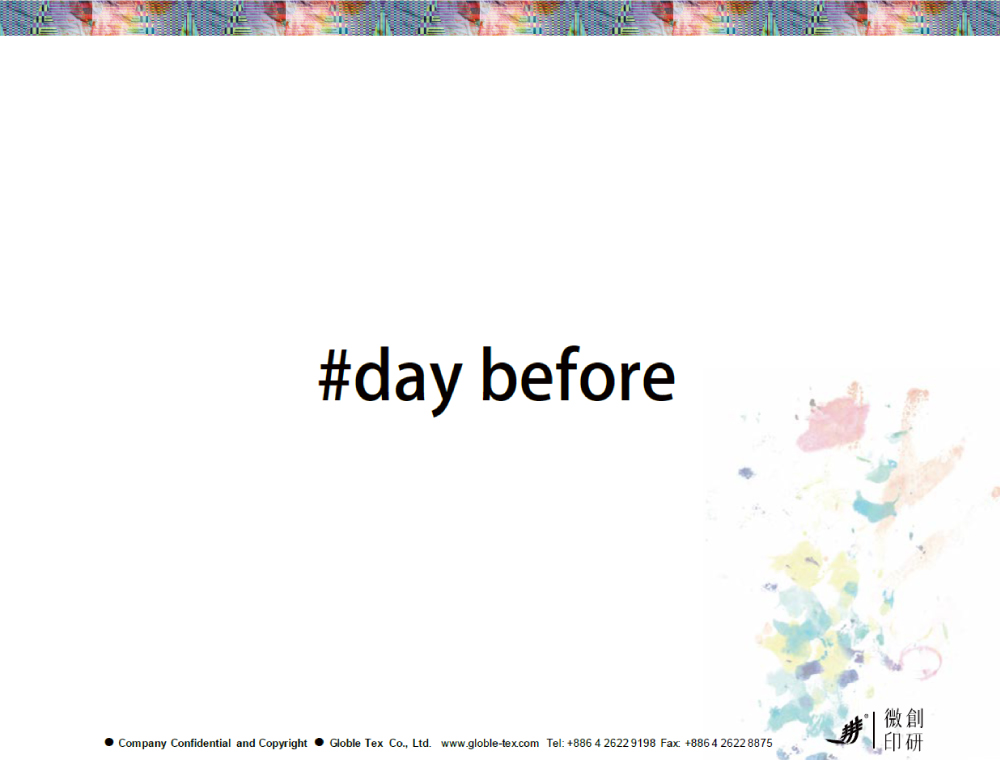 #day before
● Company Confidential and Copyright ● Globle Tex Co., Ltd. www.globle-tex.com Tel: +886 4 2622 9198 Fax: +886 4 2622 8875
微創
印研